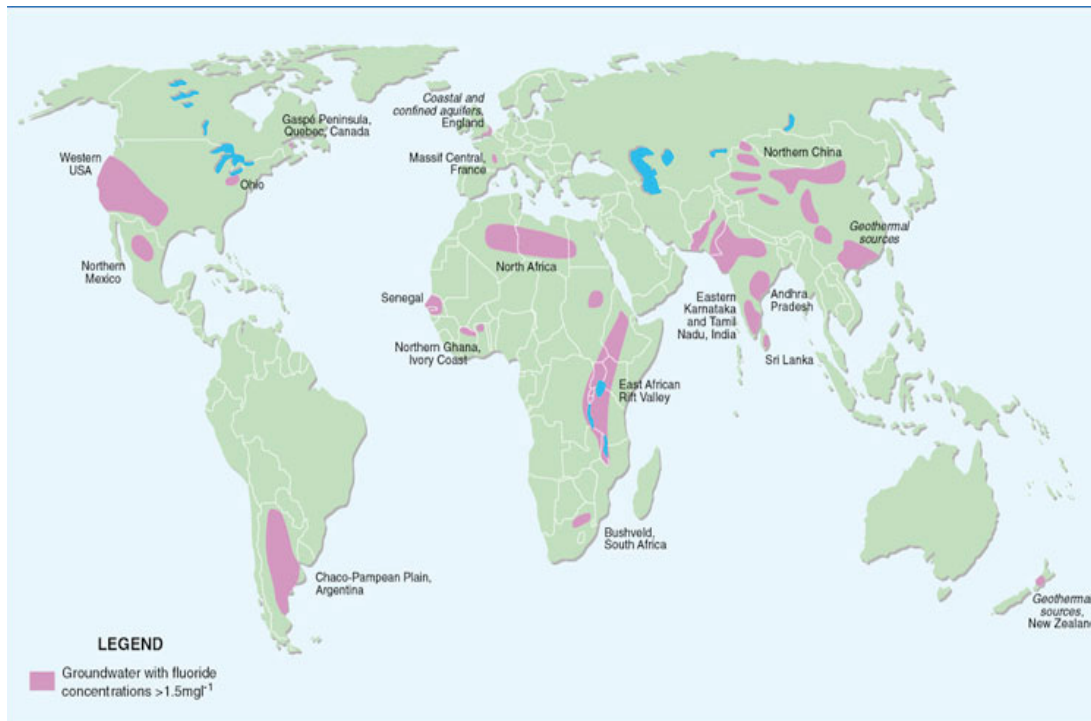 Coastal and
confined aquifers,
England
Gaspé Peninsula,
Quebec, Canada
Western
USA
Massif Central,
France
Northern China
Ohio
Geothermal
sources
North Africa
Northern
Mexico
Senegal
Eastern
Karnataka
and Tamil
Nadu, India
Andhra
Pradesh
Northern Ghana,
Ivory Coast
Sri Lanka
East African
Rift Valley
Bushveld,
South Africa
Chaco-Pampean Plain,
Argentina
Geothermal
sources,
New Zealand
LEGEND
Groundwater with fluoride
concentrations >1.5mgl⁻¹